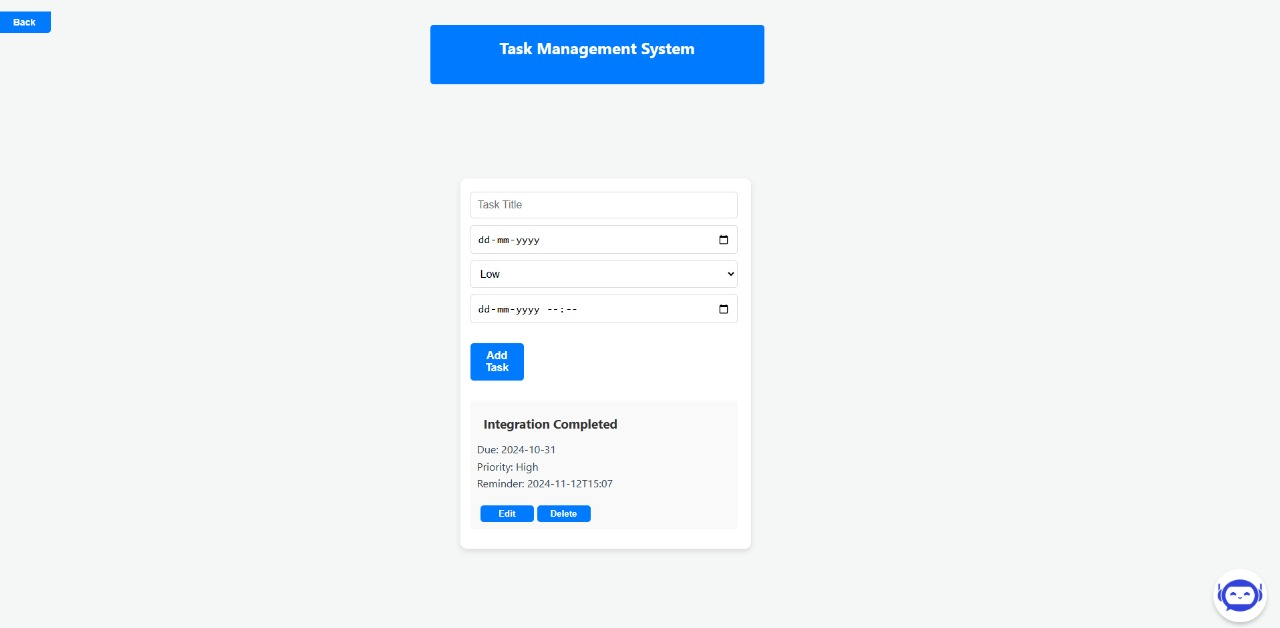 Back
Task Management System
Task Title
dd-mm-yyyy
Low
dd-mm-yyyy --:--
Add
Task
Integration Completed
Due: 2024-10-31
Priority: High
Reminder: 2024-11-12T15:07
Edit Delete